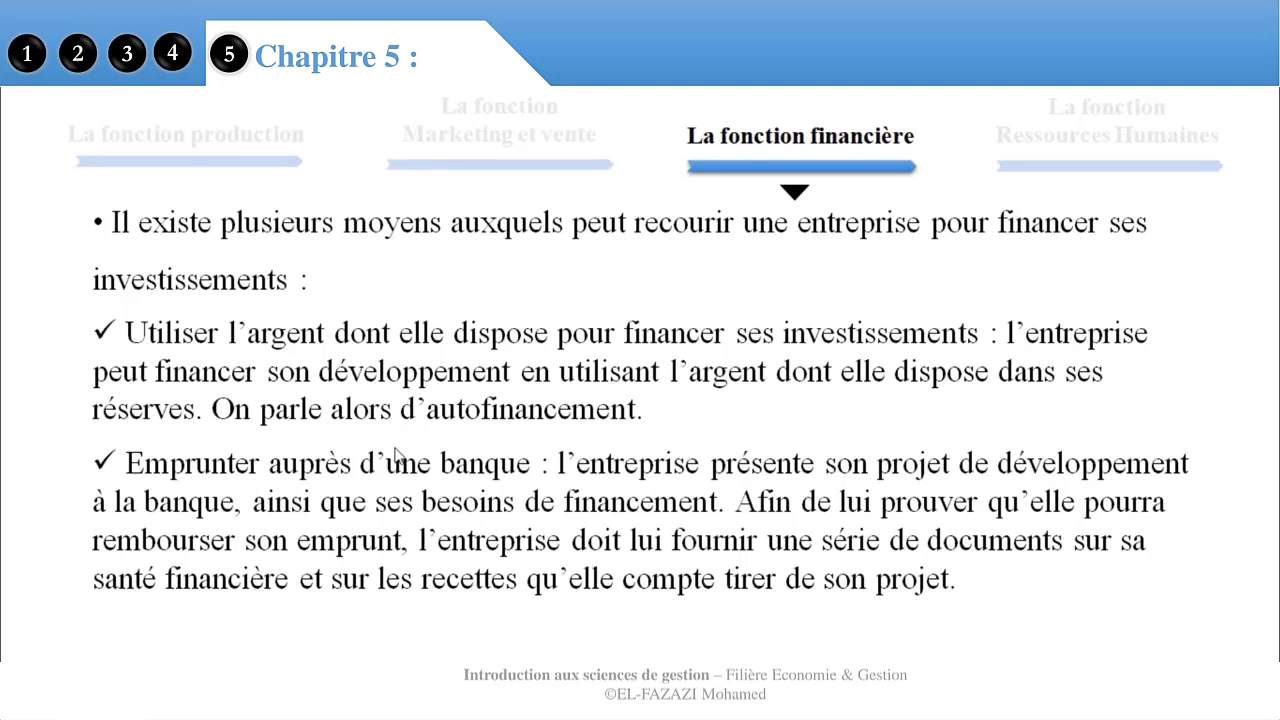 1 2 3 4 5 Chapitre 5 :
La fonction production
La fonction
Marketing et vente
La fonction financière
La fonction
Ressources Humaines
• Il existe plusieurs moyens auxquels peut recourir une entreprise pour financer ses
investissements :
✓ Utiliser l’argent dont elle dispose pour financer ses investissements : l’entreprise
peut financer son développement en utilisant l’argent dont elle dispose dans ses
réserves. On parle alors d’autofinancement.
✓ Emprunter auprès d’une banque : l’entreprise présente son projet de développement
à la banque, ainsi que ses besoins de financement. Afin de lui prouver qu’elle pourra
rembourser son emprunt, l’entreprise doit lui fournir une série de documents sur sa
santé financière et sur les recettes qu’elle compte tirer de son projet.
Introduction aux sciences de gestion – Filière Economie & Gestion
©EL-FAZAZI Mohamed